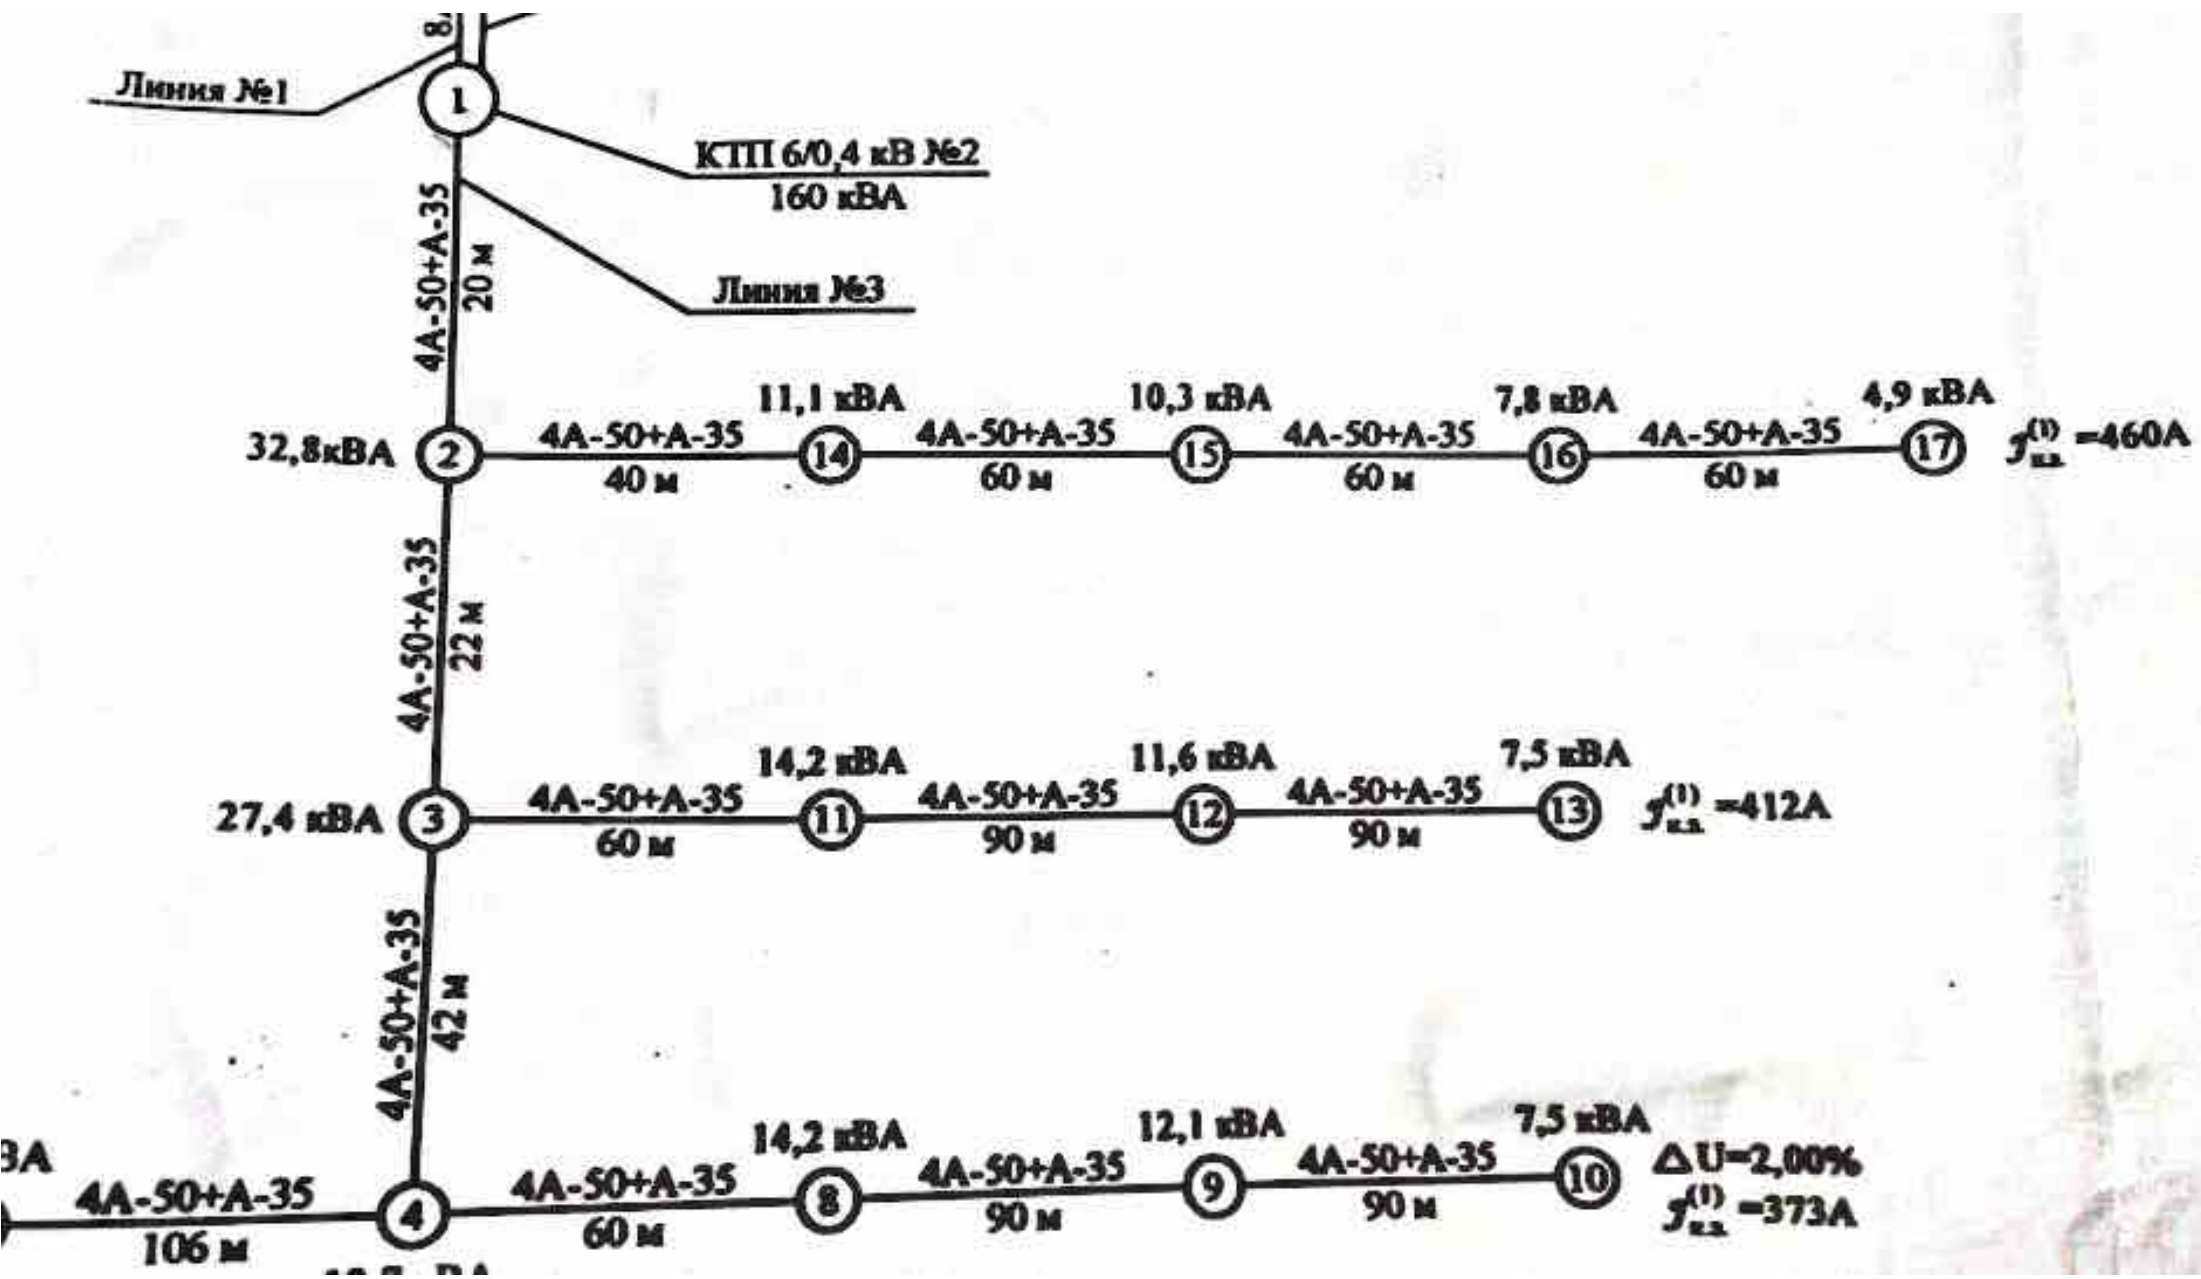 Линия №1
1
КТП 6/0,4 кВ №2
160 кВА
4А-50+А-35
20 м
Линия №3
32,8кВА
2
4А-50+А-35
40 м
11,1 кВА
14
4А-50+А-35
60 м
10,3 кВА
15
4А-50+А-35
60 м
7,8 кВА
16
4А-50+А-35
60 м
4,9 кВА
17
=460А
4А-50+А-35
22 м
27,4 кВА
3
4А-50+А-35
60 м
14,2 кВА
11
4А-50+А-35
90 м
11,6 кВА
12
4А-50+А-35
90 м
7,5 кВА
13
=412А
4А-50+А-35
42 м
4А-50+А-35
106 м
4
4А-50+А-35
60 м
14,2 кВА
8
4А-50+А-35
90 м
12,1 кВА
9
4А-50+А-35
90 м
7,5 кВА
10
△U=2,00%
=373А